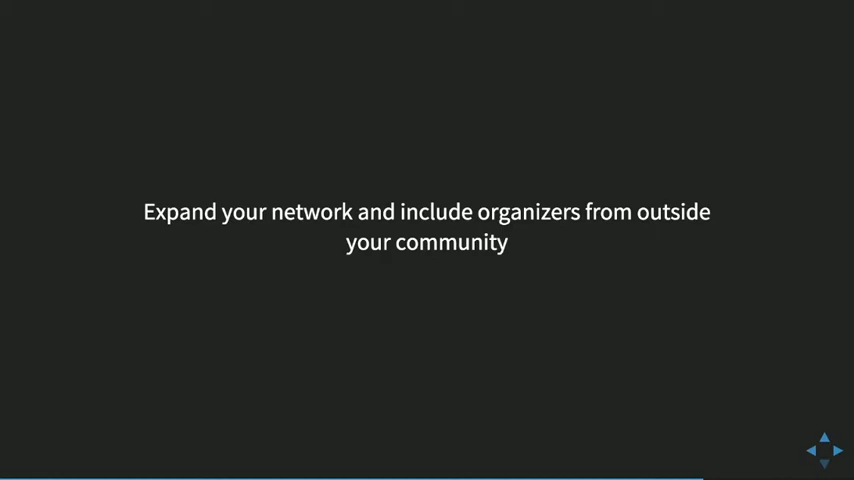 Expand your network and include organizers from outside
your community